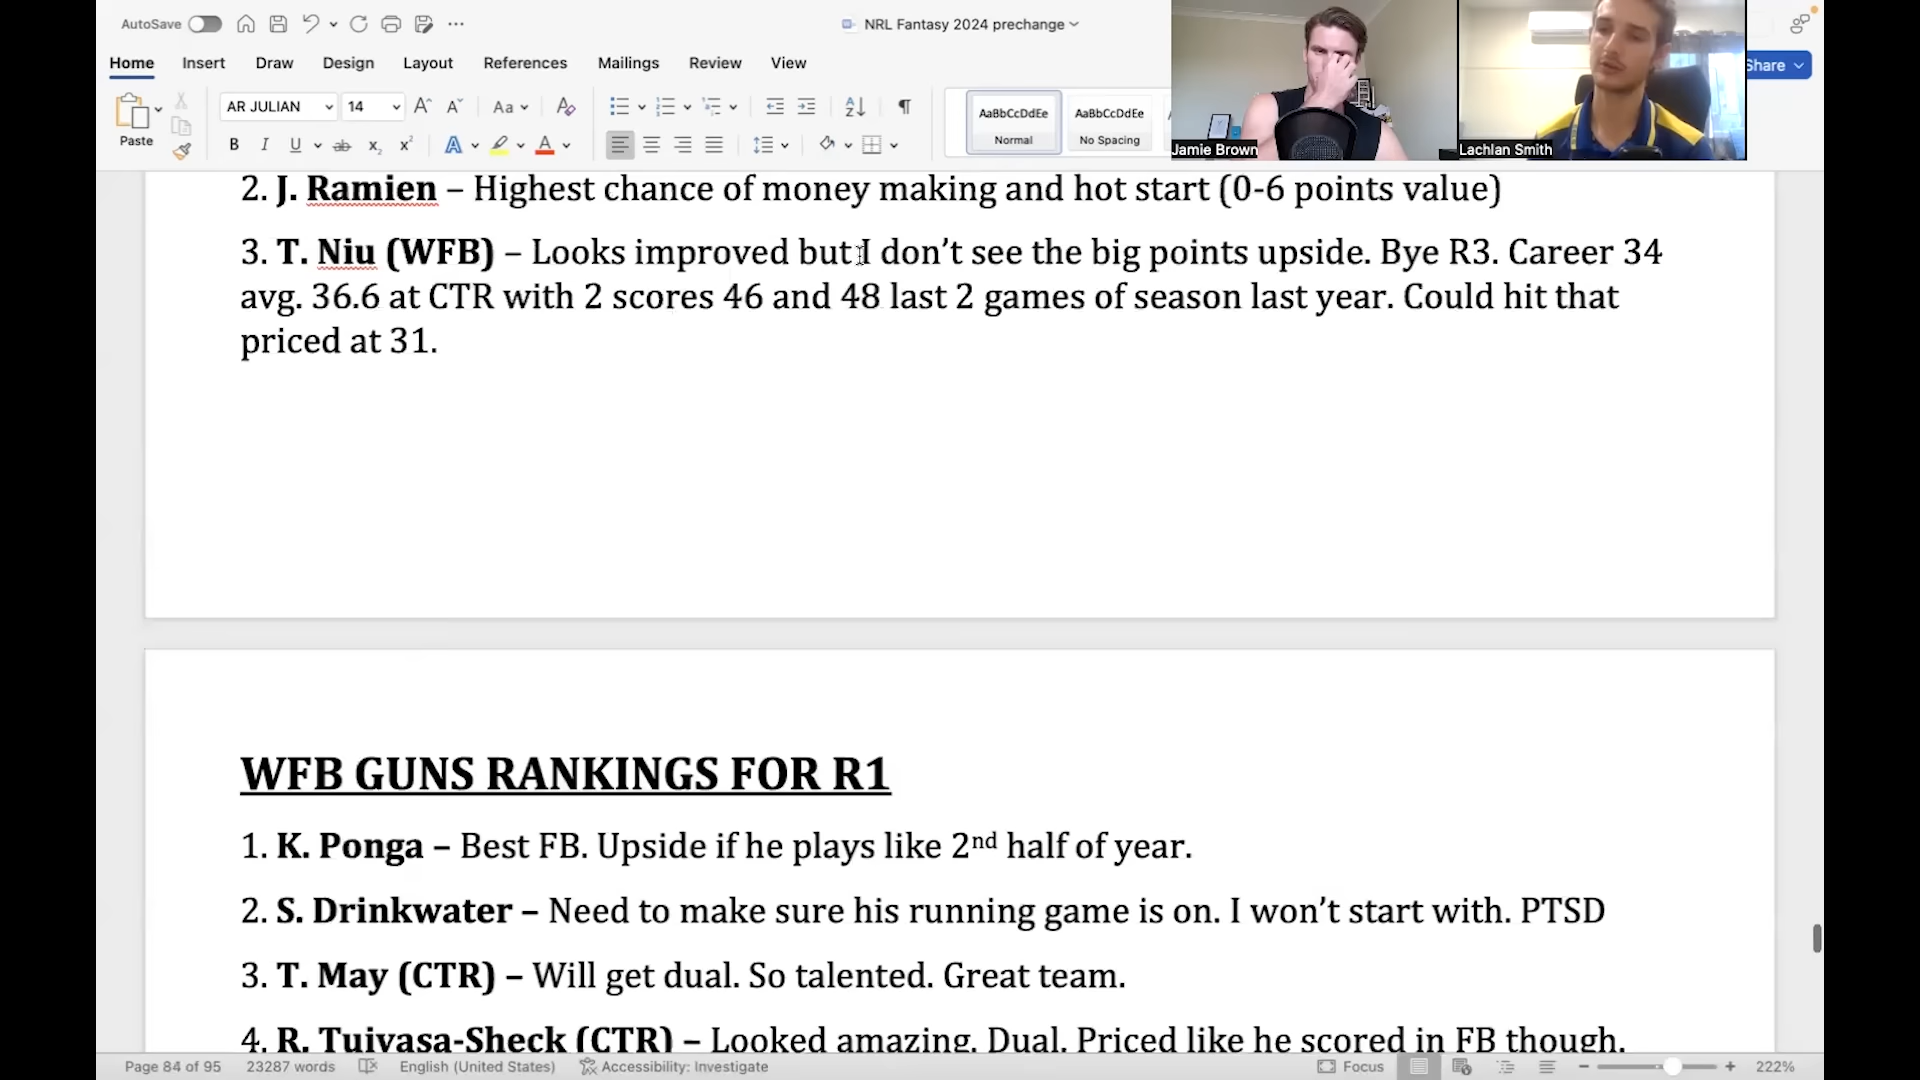 AutoSave
NRL Fantasy 2024 prechange
Home Insert Draw Design Layout References Mailings Review View
Share
Paste
AR JULIAN 14
Aa
AaBbCcDdEe
Normal
AaBbCcDdEe
No Spacing
Jamie Brown
Lachlan Smith
2. J. Ramien – Highest chance of money making and hot start (0-6 points value)
3. T. Niu (WFB) – Looks improved but I don’t see the big points upside. Bye R3. Career 34
avg. 36.6 at CTR with 2 scores 46 and 48 last 2 games of season last year. Could hit that
priced at 31.
WFB GUNS RANKINGS FOR R1
1. K. Ponga – Best FB. Upside if he plays like 2nd half of year.
2. S. Drinkwater – Need to make sure his running game is on. I won’t start with. PTSD
3. T. May (CTR) – Will get dual. So talented. Great team.
4. R. Tuivasa-Sheck (CTR) – Looked amazing. Dual. Priced like he scored in FB though.
Page 84 of 95 23287 words English (United States) Accessibility: Investigate Focus 222%